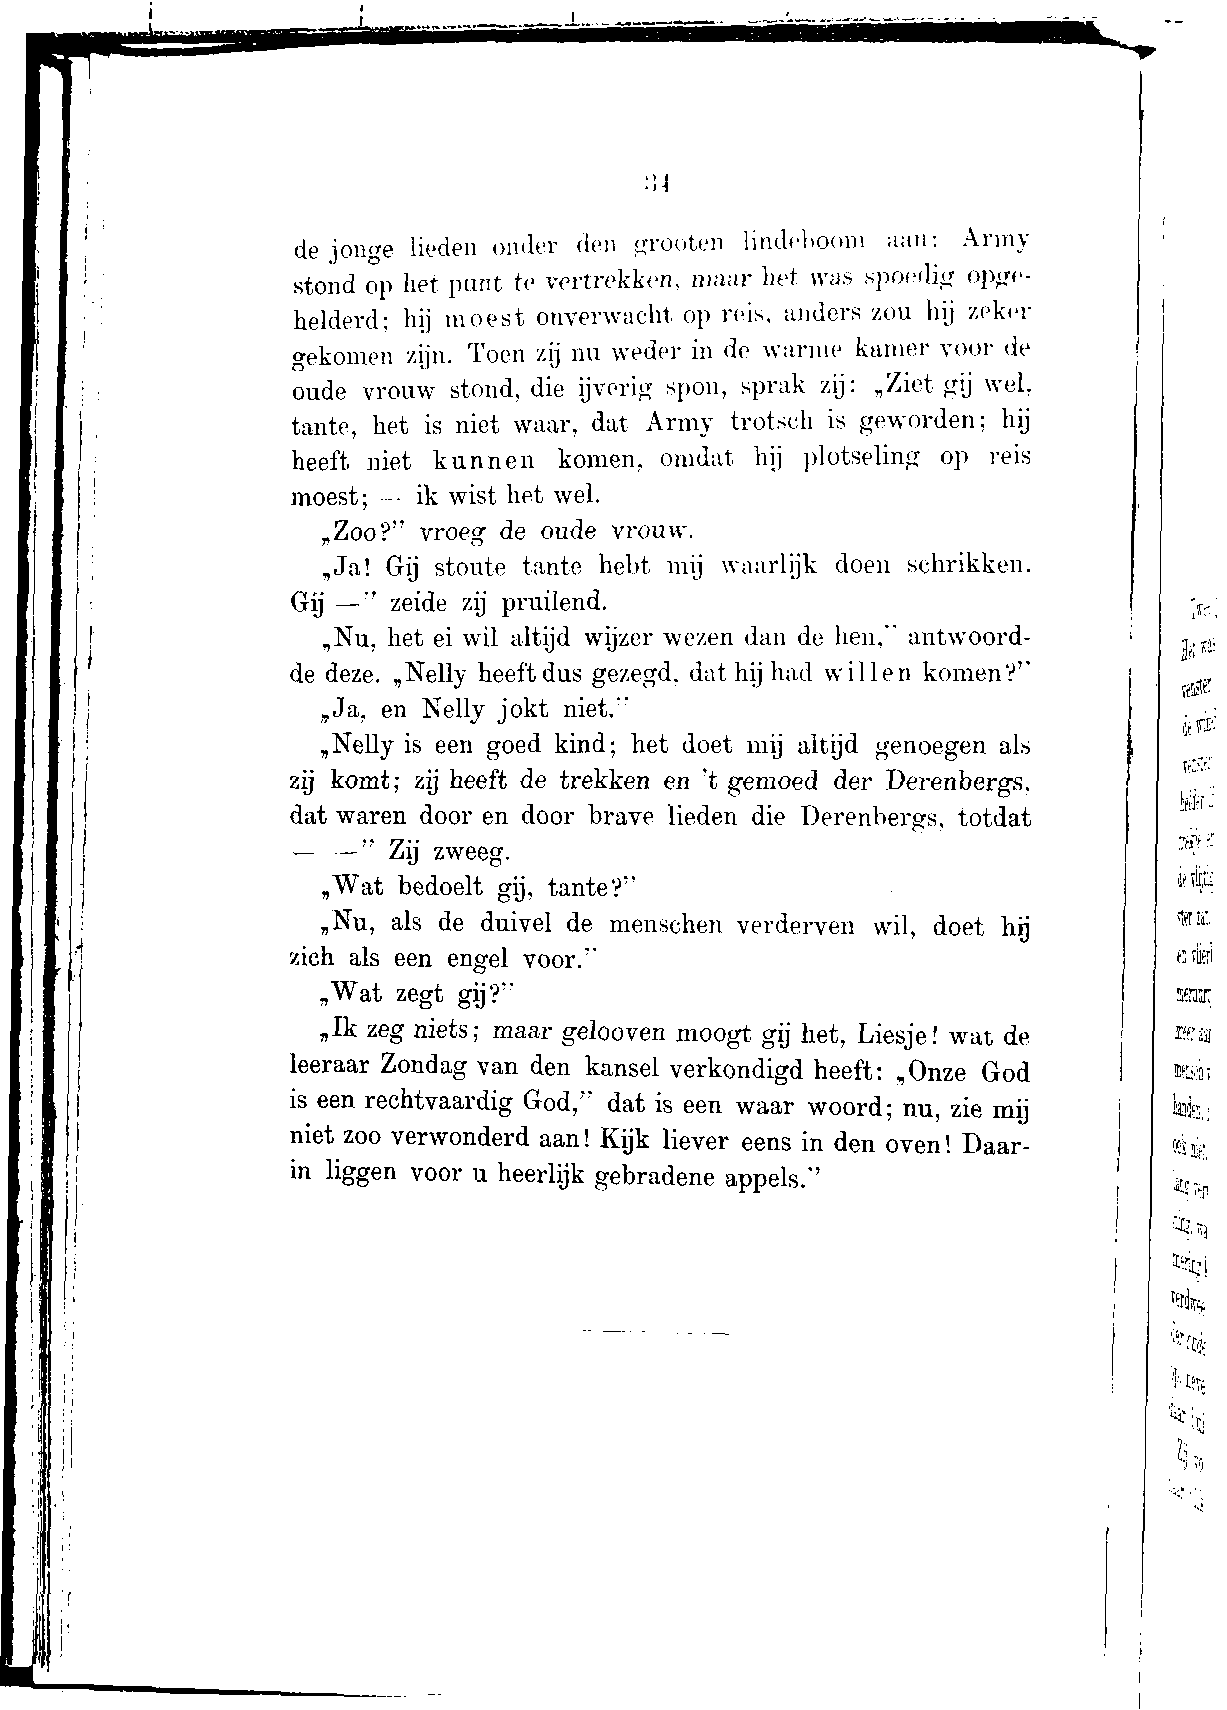 34
de jonge lieden onder den grooten lindeboom aan: Army
stond op het punt te vertrekken, maar het was spoedig opge-
helderd; hij moest onverwacht op reis, anders zou hij zeker
gekomen zijn. Toen zij nu weder in de warme kamer voor de
oude vrouw stond, die ijverig spon, sprak zij: „Ziet gij wel,
tante, het is niet waar, dat Army trotsch is geworden; hij
heeft niet kunnen komen, omdat hij plotseling op reis
moest; — ik wist het wel.
„Zoo?” vroeg de oude vrouw.
„Ja! Gij stoute tante hebt mij waarlijk doen schrikken.
Gij —” zeide zij pruilend.
„Nu, het ei wil altijd wijzer wezen dan de hen,” antwoord-
de deze. „Nelly heeft dus gezegd, dat hij had willen komen?”
„Ja, en Nelly jokt niet.”
„Nelly is een goed kind; het doet mij altijd genoegen als
zij komt; zij heeft de trekken en 't gemoed der Derenbergs,
dat waren door en door brave lieden die Derenbergs, totdat
— —” Zij zweeg.
„Wat bedoelt gij, tante?”
„Nu, als de duivel de menschen verderven wil, doet hij
zich als een engel voor.”
„Wat zegt gij?”
„Ik zeg niets; maar gelooven moogt gij het, Liesje! wat de
leeraar Zondag van den kansel verkondigd heeft: „Onze God
is een rechtvaardig God,” dat is een waar woord; nu, zie mij
niet zoo verwonderd aan! Kijk liever eens in den oven! Daar-
in liggen voor u heerlijk gebradene appels.”